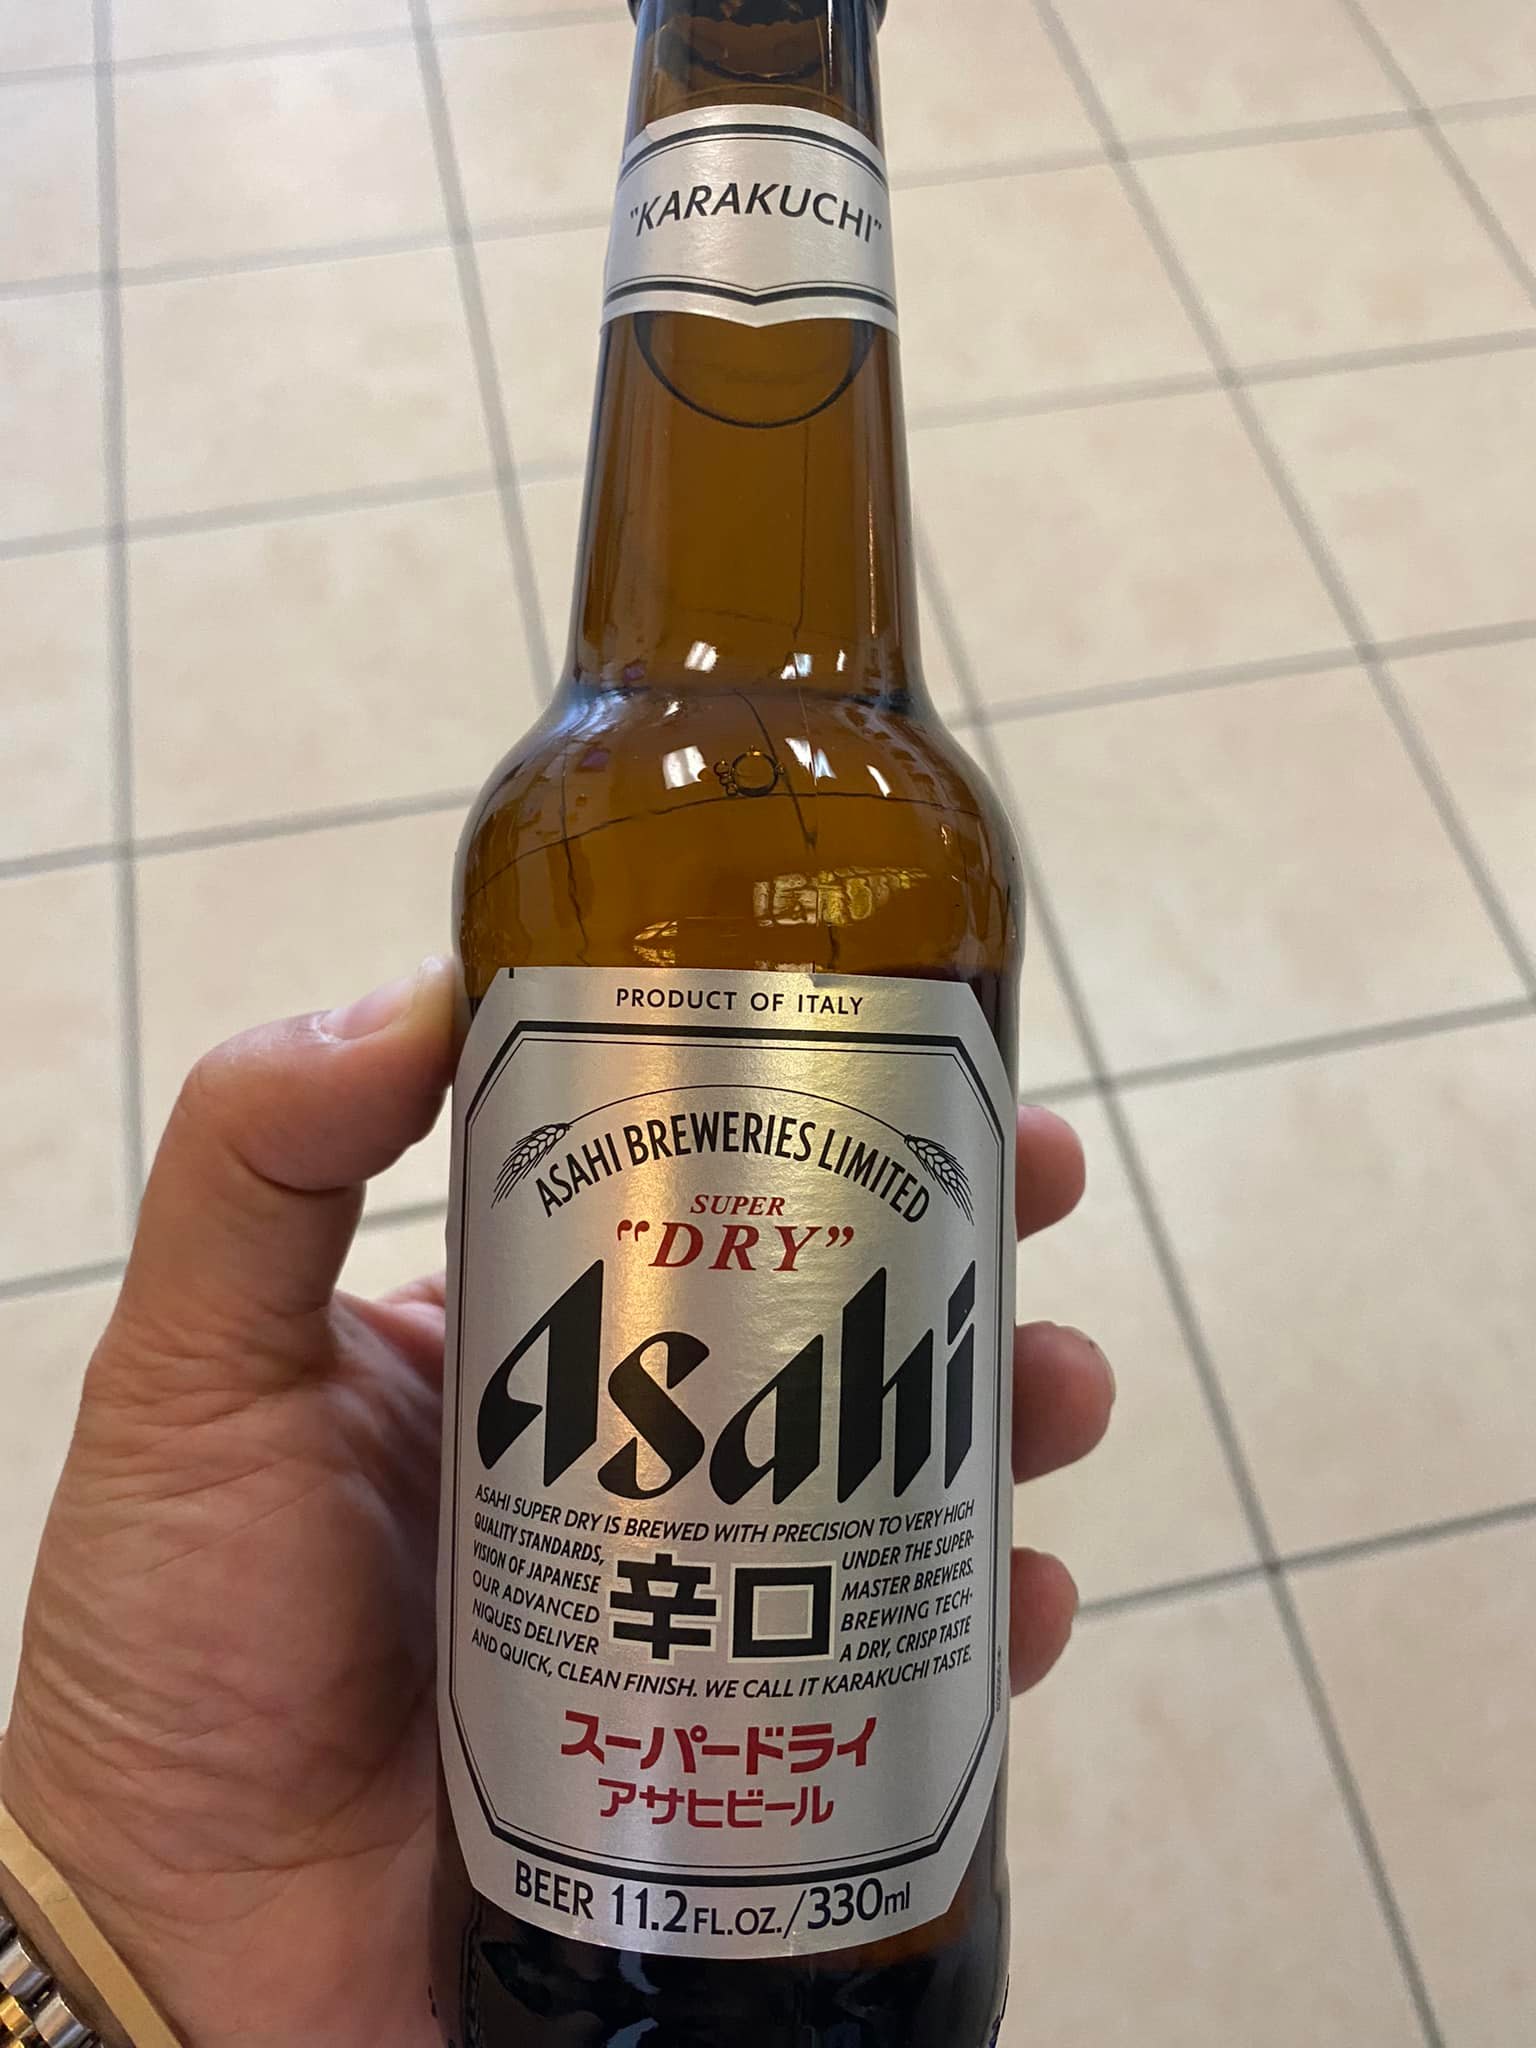 "KARAKUCHI"
PRODUCT OF ITALY
ASAHI BREWERIES LIMITED
SUPER
"DRY"
Asahi
ASAHI SUPER DRY IS BREWED WITH PRECISION TO VERY HIGH
QUALITY STANDARDS, UNDER THE SUPER-
VISION OF JAPANESE MASTER BREWERS.
OUR ADVANCED BREWING TECH-
NIQUES DELIVER A DRY, CRISP TASTE
辛口
AND QUICK, CLEAN FINISH. WE CALL IT KARAKUCHI TASTE.
スーパードライ
アサヒビール
BEER 11.2 FL.OZ./330ml